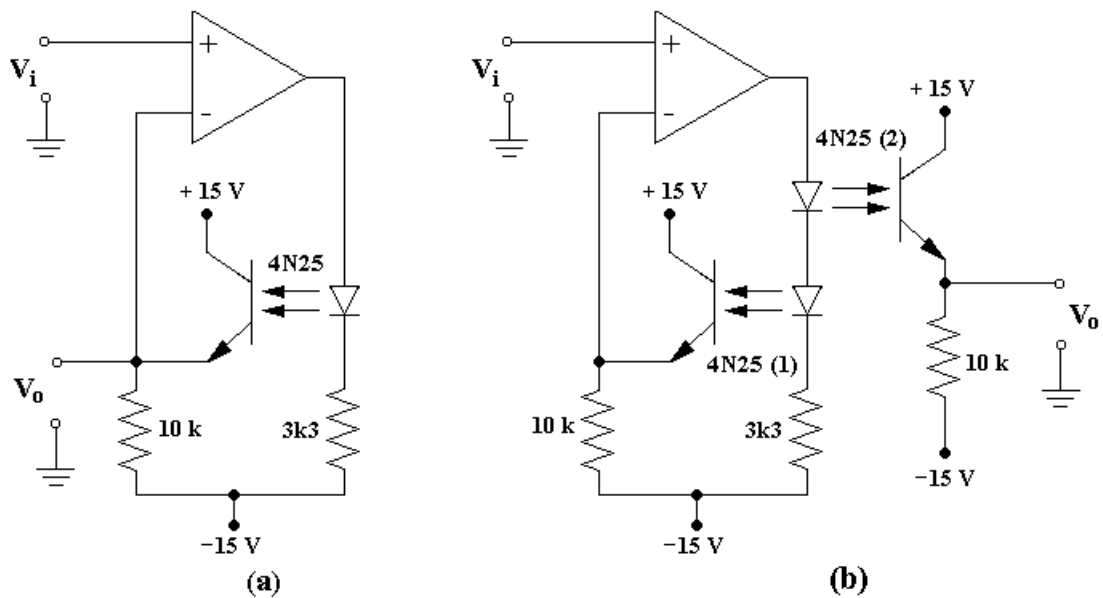 +
-
Vi
+ 15 V
4N25
Vo
10 k
3k3
−15 V
(a)
+
-
Vi
4N25 (2)
+ 15 V
+ 15 V
4N25 (1)
Vo
10 k
3k3
10 k
−15 V
−15 V
(b)